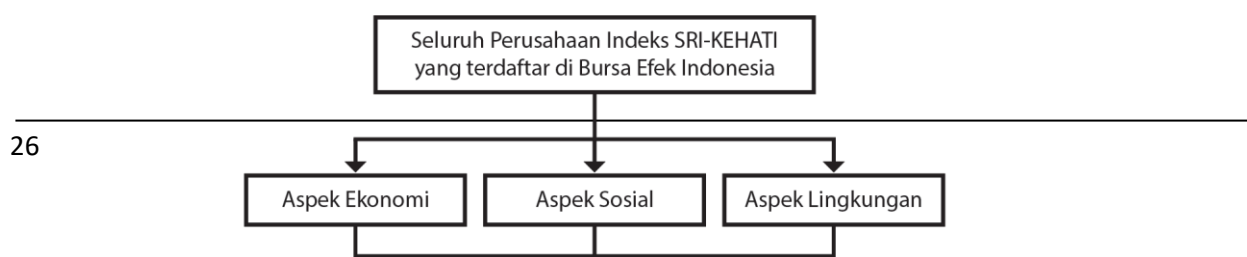 Seluruh Perusahaan Indeks SRI-KEHATI
yang terdaftar di Bursa Efek Indonesia
26
Aspek Ekonomi
Aspek Sosial
Aspek Lingkungan